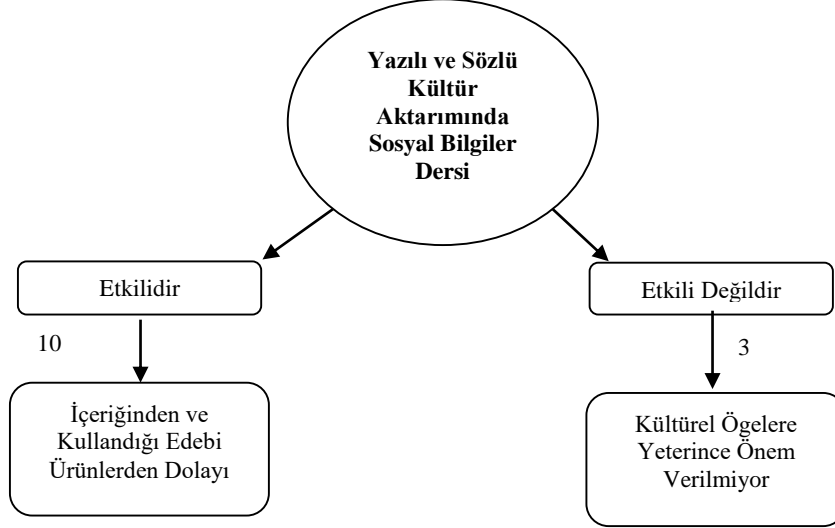 Yazılı ve Sözlü
Kültür
Aktarımında
Sosyal Bilgiler
Dersi
Etkilidir
Etkili Değildir
10
3
İçeriğinden ve
Kullandığı Edebi
Ürünlerden Dolayı
Kültürel Ögelere
Yeterince Önem
Verilmiyor